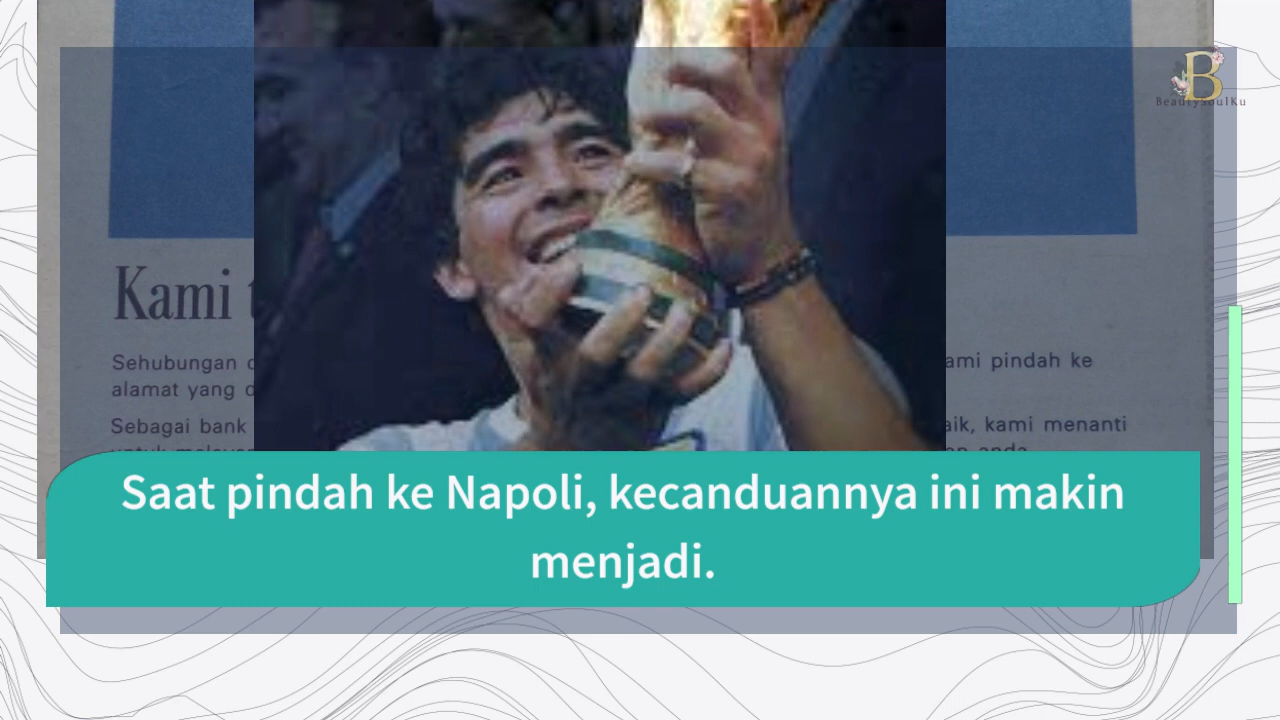 B
BeautySoulKu
Kami t
Sehubungan d
ami pindah ke
alamat yang d
Sebagai bank
aik, kami menanti
Saat pindah ke Napoli, kecanduannya ini makin
menjadi.